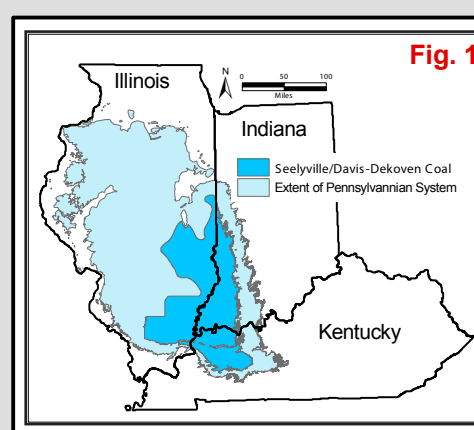 Fig. 1
Illinois
N
0 50 100
Miles
Indiana
Seelyville/Davis-Dekoven Coal
Extent of Pennsylvannian System
Kentucky